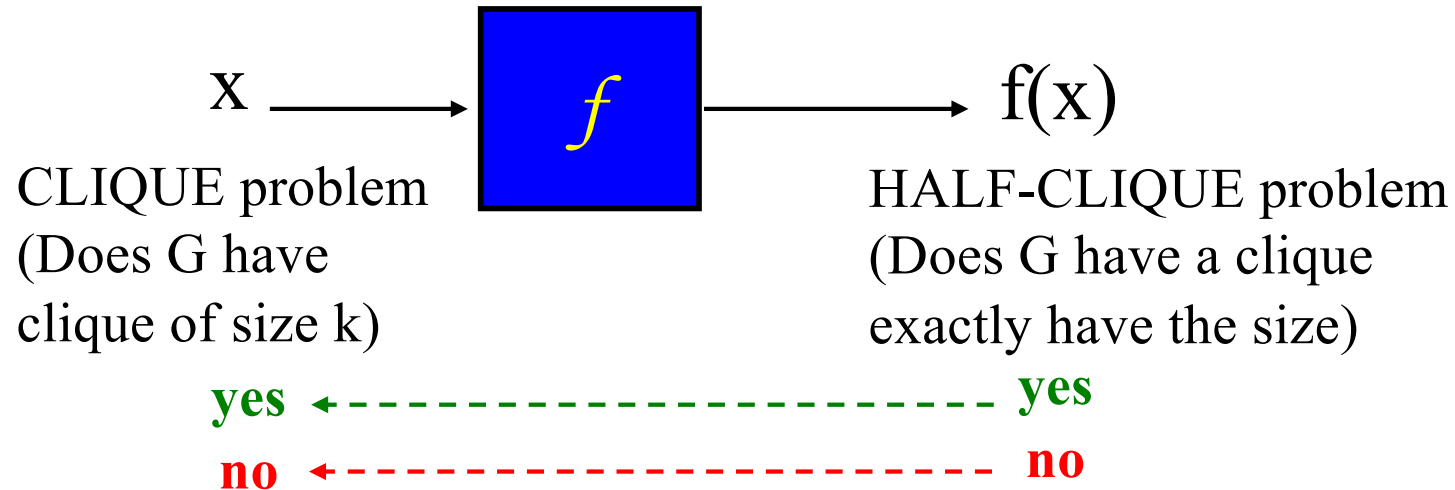 x
f
f(x)
CLIQUE problem
(Does G have
clique of size k)
HALF-CLIQUE problem
(Does G have a clique
exactly have the size)
yes
yes
no
no